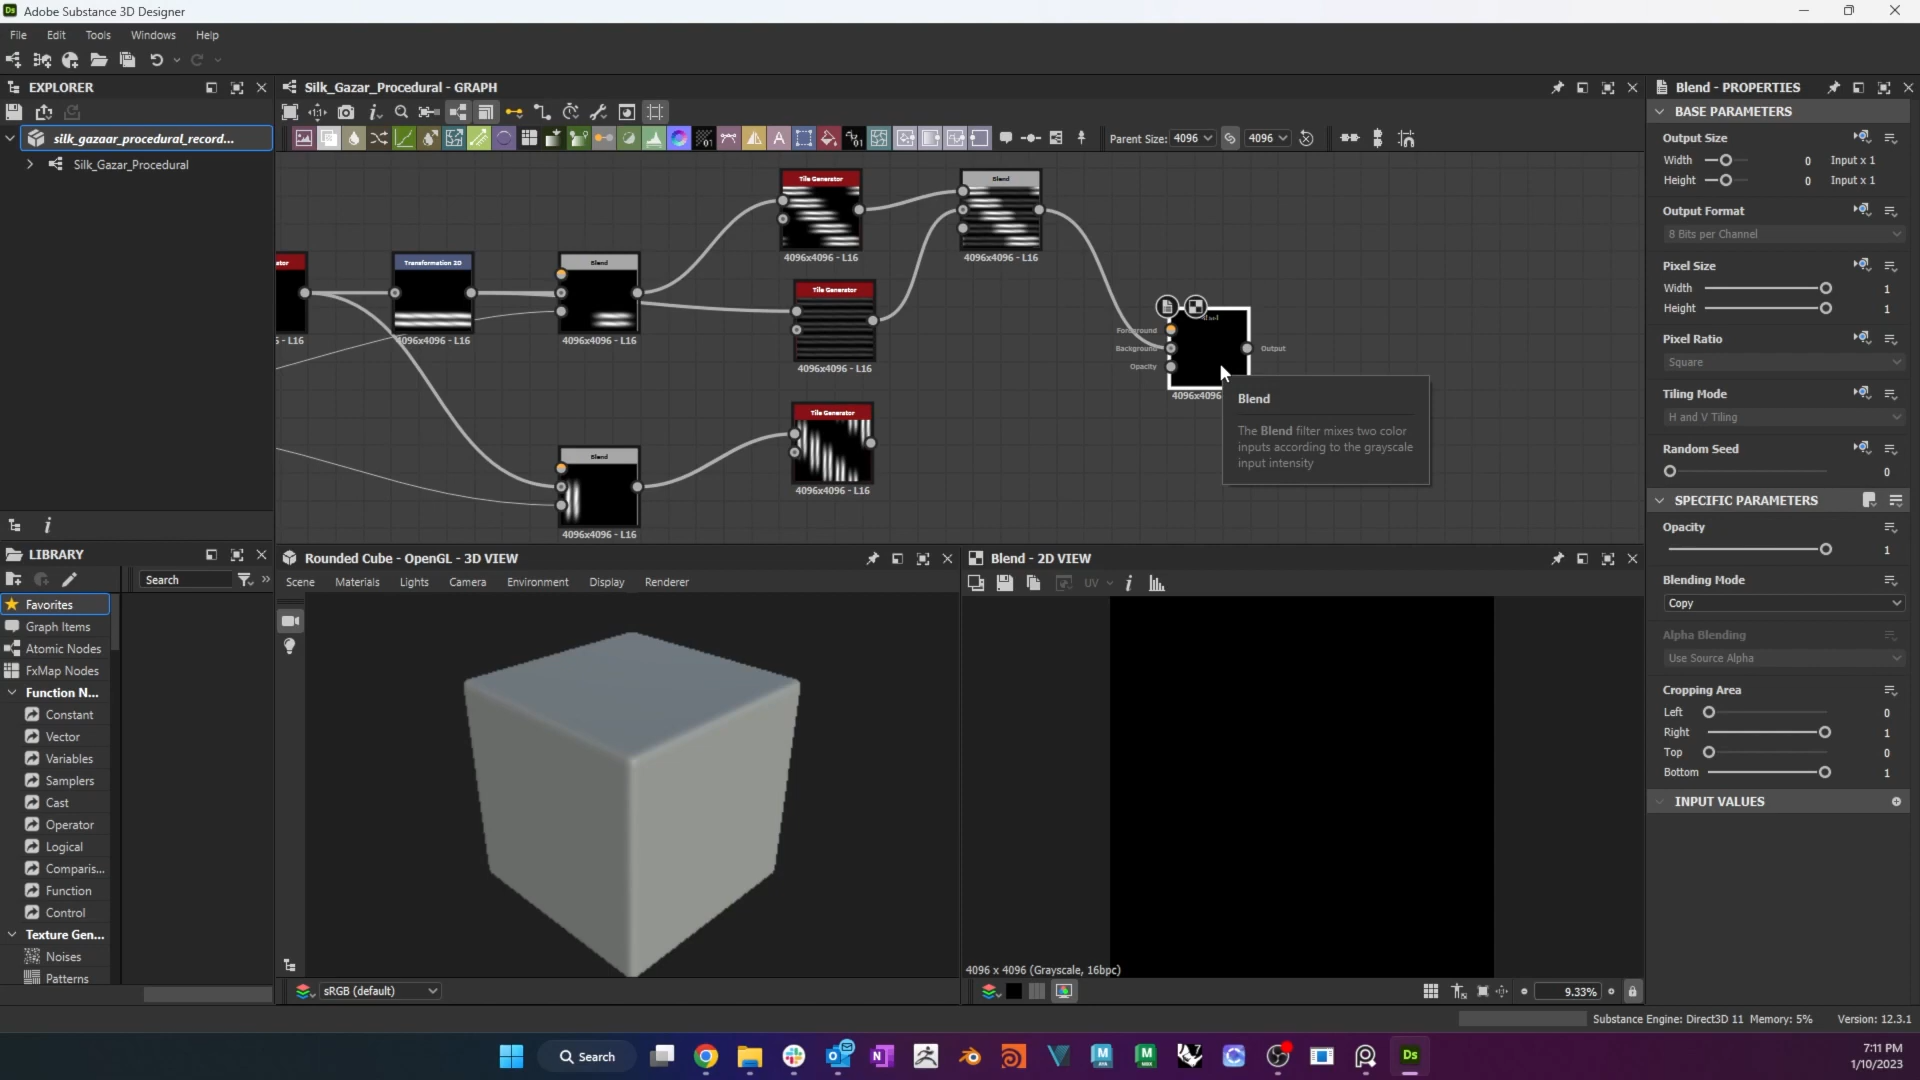 Adobe Substance 3D Designer
File Edit Tools Windows Help
EXPLORER
silk_gazaar_procedural_record...
Silk_Gazar_Procedural
Silk_Gazar_Procedural - GRAPH
Parent Size: 4096 4096
Tile Generator
4096x4096 - L16
Blend
4096x4096 - L16
Transformation 2D
4096x4096 - L16
Blend
4096x4096 - L16
Tile Generator
4096x4096 - L16
Tile Generator
4096x4096 - L16
Blend
4096x4096 - L16
Foreground
Background
Opacity
Output
4096x4096
Blend
The Blend filter mixes two color
inputs according to the grayscale
input intensity
LIBRARY
Search
Favorites
Graph Items
Atomic Nodes
FxMap Nodes
Function N...
Constant
Vector
Variables
Samplers
Cast
Operator
Logical
Comparis...
Function
Control
Texture Gen...
Noises
Patterns
Rounded Cube - OpenGL - 3D VIEW
Scene Materials Lights Camera Environment Display Renderer
sRGB (default)
Blend - 2D VIEW
UV
4096 x 4096 (Grayscale, 16bpc)
9.33%
Blend - PROPERTIES
BASE PARAMETERS
Output Size
Width 0 Input x 1
Height 0 Input x 1
Output Format
8 Bits per Channel
Pixel Size
Width 1
Height 1
Pixel Ratio
Square
Tiling Mode
H and V Tiling
Random Seed
0
SPECIFIC PARAMETERS
Opacity
1
Blending Mode
Copy
Alpha Blending
Use Source Alpha
Cropping Area
Left 0
Right 1
Top 0
Bottom 1
INPUT VALUES
Substance Engine: Direct3D 11 Memory: 5% Version: 12.3.1
Search
Ds
7:11 PM
1/10/2023